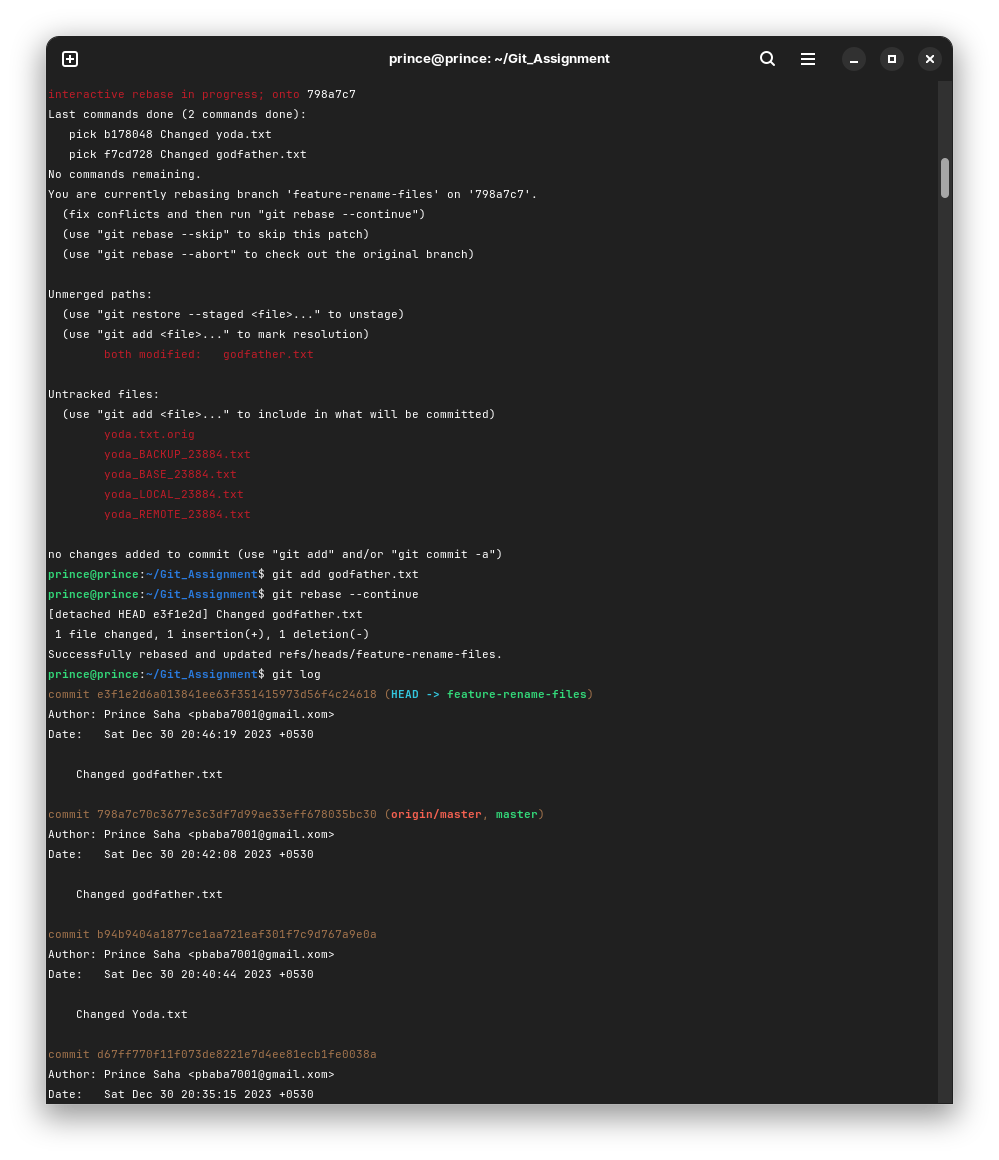 prince@prince: ~/Git_Assignment
interactive rebase in progress; onto 798a7c7
Last commands done (2 commands done):
   pick b178048 Changed yoda.txt
   pick f7cd728 Changed godfather.txt
No commands remaining.
You are currently rebasing branch 'feature-rename-files' on '798a7c7'.
  (fix conflicts and then run "git rebase --continue")
  (use "git rebase --skip" to skip this patch)
  (use "git rebase --abort" to check out the original branch)

Unmerged paths:
  (use "git restore --staged <file>..." to unstage)
  (use "git add <file>..." to mark resolution)
        both modified:   godfather.txt

Untracked files:
  (use "git add <file>..." to include in what will be committed)
        yoda.txt.orig
        yoda_BACKUP_23884.txt
        yoda_BASE_23884.txt
        yoda_LOCAL_23884.txt
        yoda_REMOTE_23884.txt

no changes added to commit (use "git add" and/or "git commit -a")
prince@prince:~/Git_Assignment$ git add godfather.txt
prince@prince:~/Git_Assignment$ git rebase --continue
[detached HEAD e3f1e2d] Changed godfather.txt
 1 file changed, 1 insertion(+), 1 deletion(-)
Successfully rebased and updated refs/heads/feature-rename-files.
prince@prince:~/Git_Assignment$ git log
commit e3f1e2d6a013841ee63f351415973d56f4c24618 (HEAD -> feature-rename-files)
Author: Prince Saha <pbaba7001@gmail.xom>
Date:   Sat Dec 30 20:46:19 2023 +0530

    Changed godfather.txt

commit 798a7c70c3677e3c3df7d99ae33eff678035bc30 (origin/master, master)
Author: Prince Saha <pbaba7001@gmail.xom>
Date:   Sat Dec 30 20:42:08 2023 +0530

    Changed godfather.txt

commit b94b9404a1877ce1aa721eaf301f7c9d767a9e0a
Author: Prince Saha <pbaba7001@gmail.xom>
Date:   Sat Dec 30 20:40:44 2023 +0530

    Changed Yoda.txt

commit d67ff770f11f073de8221e7d4ee81ecb1fe0038a
Author: Prince Saha <pbaba7001@gmail.xom>
Date:   Sat Dec 30 20:35:15 2023 +0530